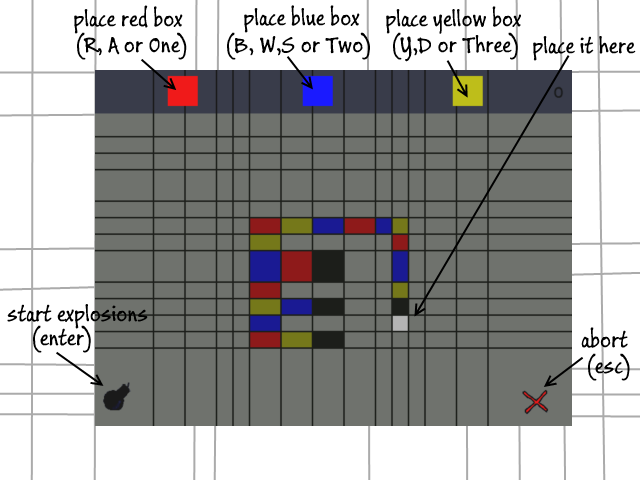 place red box
(R, A or One)
place blue box
(B, W,S or Two)
place yellow box
(Y,D or Three)
place it here
0
start explosions
(enter)
abort
(esc)